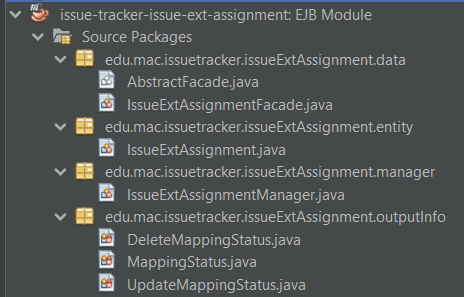 issue-tracker-issue-ext-assignment: EJB Module
Source Packages
edu.mac.issuetracker.issueExtAssignment.data
AbstractFacade.java
IssueExtAssignmentFacade.java
edu.mac.issuetracker.issueExtAssignment.entity
IssueExtAssignment.java
edu.mac.issuetracker.issueExtAssignment.manager
IssueExtAssignmentManager.java
edu.mac.issuetracker.issueExtAssignment.outputInfo
DeleteMappingStatus.java
MappingStatus.java
UpdateMappingStatus.java